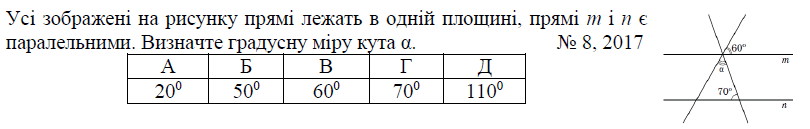 Усі зображені на рисунку прямі лежать в одній площині, прямі m і n є
паралельними. Визначте градусну міру кута α. № 8, 2017
А Б В Г Д
20⁰ 50⁰ 60⁰ 70⁰ 110⁰
60°
m
α
70°
n